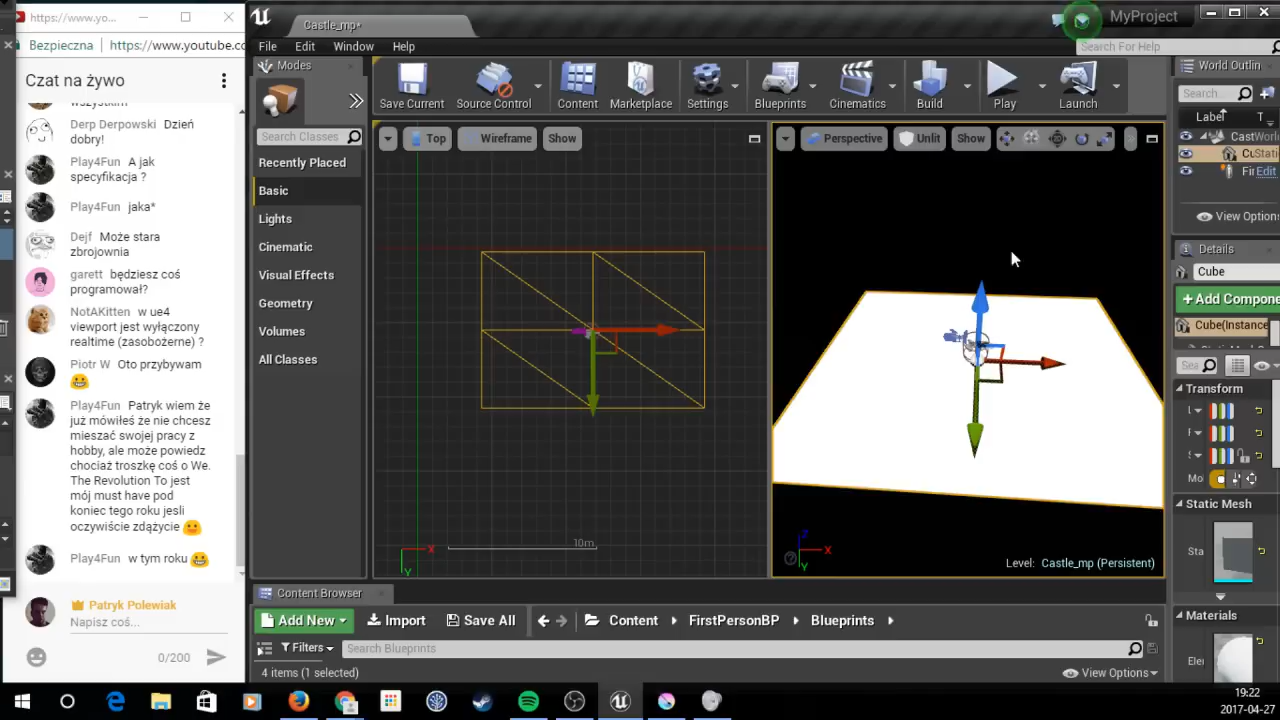 https://www.yo...
Bezpieczna
https://www.youtube.co
Czat na żywo
wszystkim
Derp Derpowski Dzień
dobry!
Play4Fun A jak
specyfikacja ?
Play4Fun jaka*
Dejf Może stara
zbrojownia
garett będziesz coś
programował?
NotAKitten w ue4
viewport jest wyłączony
realtime (zasobożerne) ?
Piotr W Oto przybywam
Play4Fun Patryk wiem że
już mówiłeś że nie chcesz
mieszać swojej pracy z
hobby, ale może powiedz
chociaż troszkę coś o We.
The Revolution To jest
mój must have pod
koniec tego roku jesli
oczywiście zdążycie
Play4Fun w tym roku
Patryk Polewiak
Napisz coś...
0/200
Castle_mp*
MyProject
File Edit Window Help
Search For Help
Modes
Search Classes
Recently Placed
Basic
Lights
Cinematic
Visual Effects
Geometry
Volumes
All Classes
Save Current
Source Control
Content
Marketplace
Settings
Blueprints
Cinematics
Build
Play
Launch
Top
Wireframe
Show
X
Y
10m
Perspective
Unlit
Show
Z
X
Y
Level: Castle_mp (Persistent)
World Outlin
Search...
Label
T
CastWor
CuStati
Fir Edit
View Options
Details
Cube
Add Compone
Cube(Instance
Sea
Transform
Mo
Static Mesh
Sta
Materials
Ele
Content Browser
Add New
Import
Save All
Content
FirstPersonBP
Blueprints
Filters
Search Blueprints
4 items (1 selected)
View Options
19:22
2017-04-27